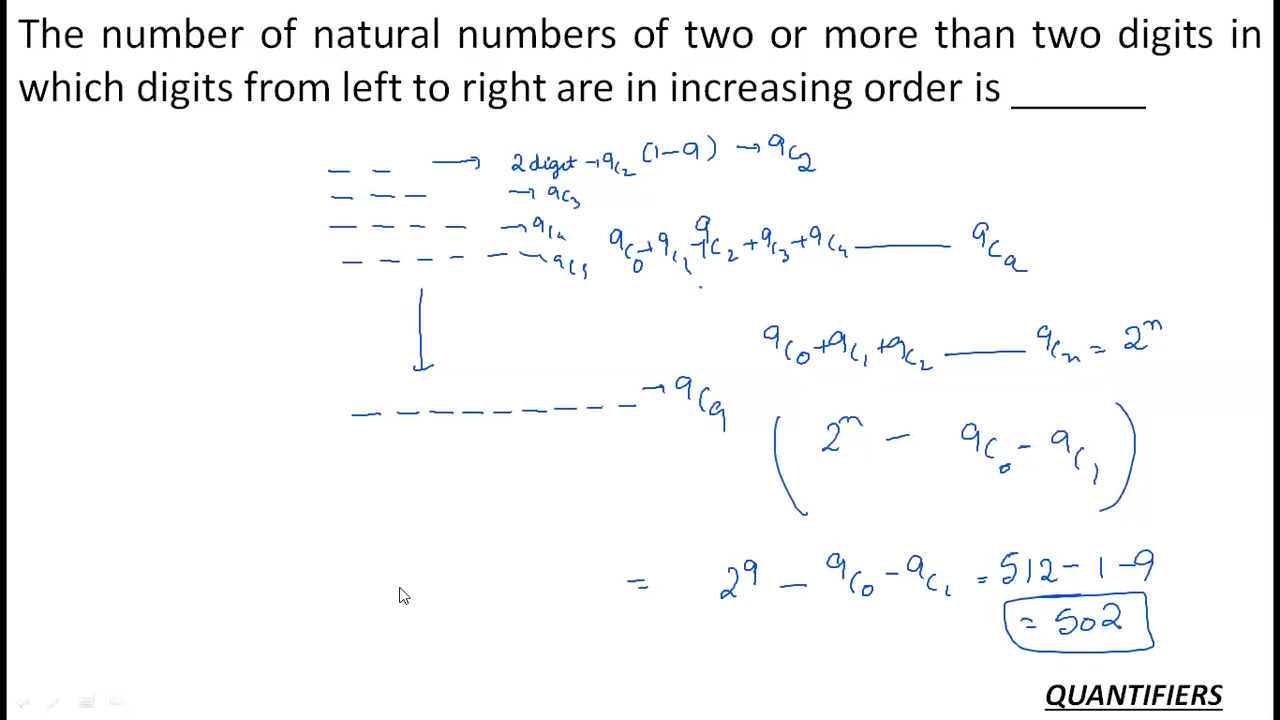 The number of natural numbers of two or more than two digits in
which digits from left to right are in increasing order is ______
_ _ → 2 digit → 9C2 (1-9) → 9C2
_ _ _ → 9C3
_ _ _ _ → 9C4
_ _ _ _ _ → 9C5
9C0 + 9C1 + 9C2 + 9C3 + 9C4 —— 9C9
9C0 + 9C1 + 9C2 —— 9Cn = 2^n
_ _ _ _ _ _ _ _ _ → 9C9
(2^n - 9C0 - 9C1)
= 2^9 - 9C0 - 9C1 = 512 - 1 - 9
= 502
QUANTIFIERS